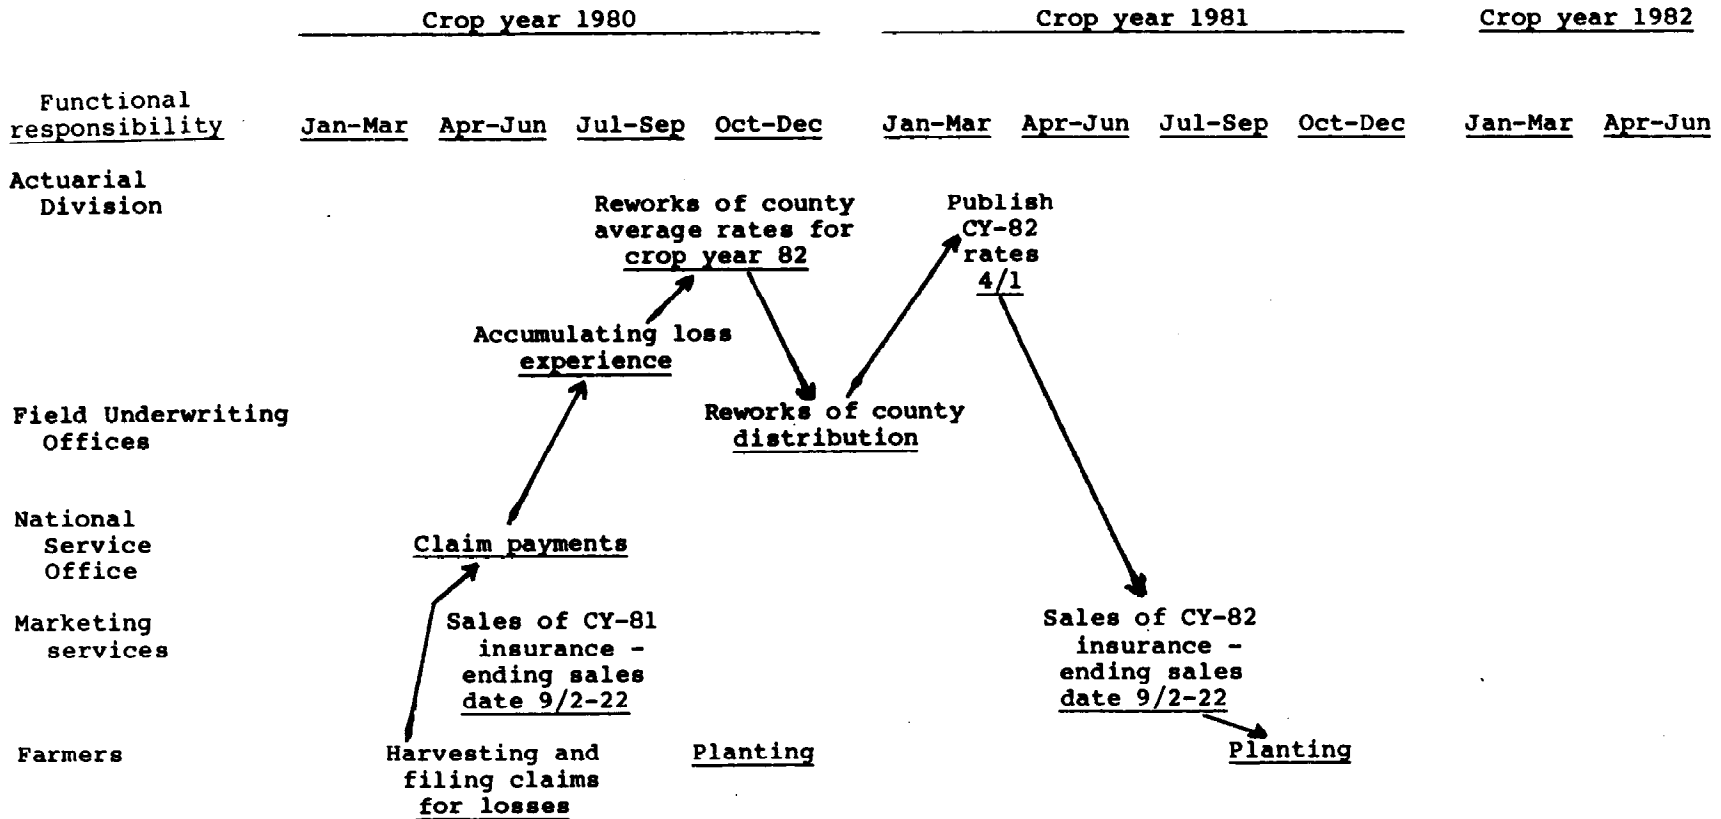 Crop year 1980 Crop year 1981 Crop year 1982
Functional
responsibility Jan-Mar Apr-Jun Jul-Sep Oct-Dec Jan-Mar Apr-Jun Jul-Sep Oct-Dec Jan-Mar Apr-Jun
Actuarial
Division
Reworks of county
average rates for
crop year 82
Publish
CY-82
rates
4/1
Accumulating loss
experience
Field Underwriting
Offices
Reworks of county
distribution
National
Service
Office
Claim payments
Marketing
services
Sales of CY-81
insurance -
ending sales
date 9/2-22
Sales of CY-82
insurance -
ending sales
date 9/2-22
Farmers
Harvesting and
filing claims
for losses
Planting
Planting